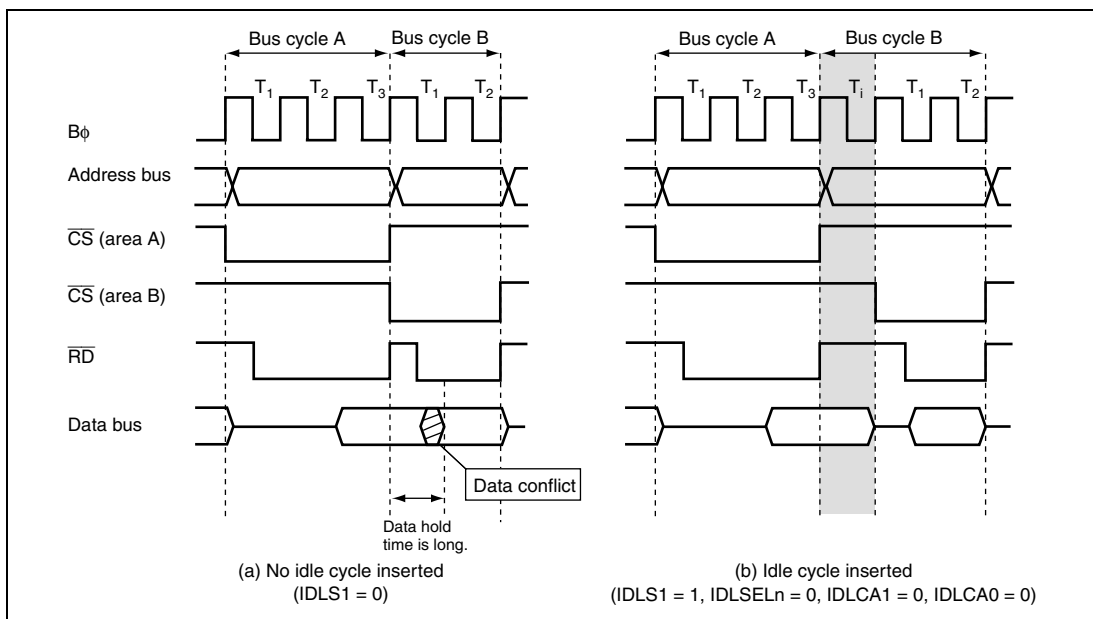 Bus cycle A
Bus cycle B
T1
T2
T3
T1
T2
Bφ
Address bus
CS (area A)
CS (area B)
RD
Data bus
Data conflict
Data hold
time is long.
(a) No idle cycle inserted
(IDLS1 = 0)
Bus cycle A
Bus cycle B
T1
T2
T3
Ti
T1
T2
(b) Idle cycle inserted
(IDLS1 = 1, IDLSELn = 0, IDLCA1 = 0, IDLCA0 = 0)